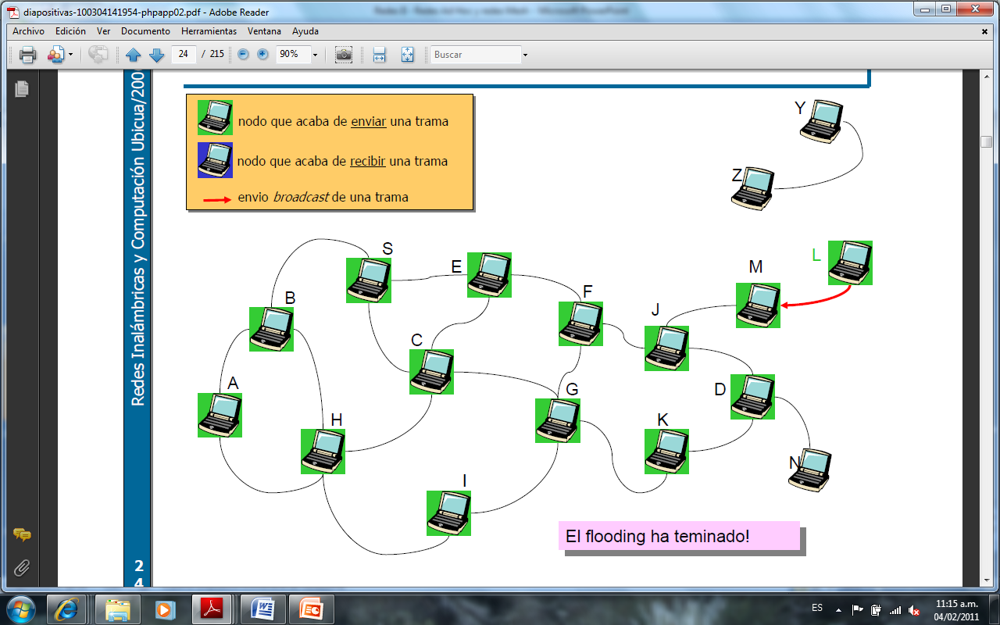 diapositivas-100304141954-phpapp02.pdf - Adobe Reader
Archivo Edición Ver Documento Herramientas Ventana Ayuda
24 / 215 90% Buscar
Redes Inalámbricas y Computación Ubicua/200
nodo que acaba de enviar una trama
nodo que acaba de recibir una trama
envio broadcast de una trama
Y
Z
S
E
M
L
B
F
J
C
A
G
D
H
K
N
I
El flooding ha teminado!
2
4
ES
11:15 a.m.
04/02/2011